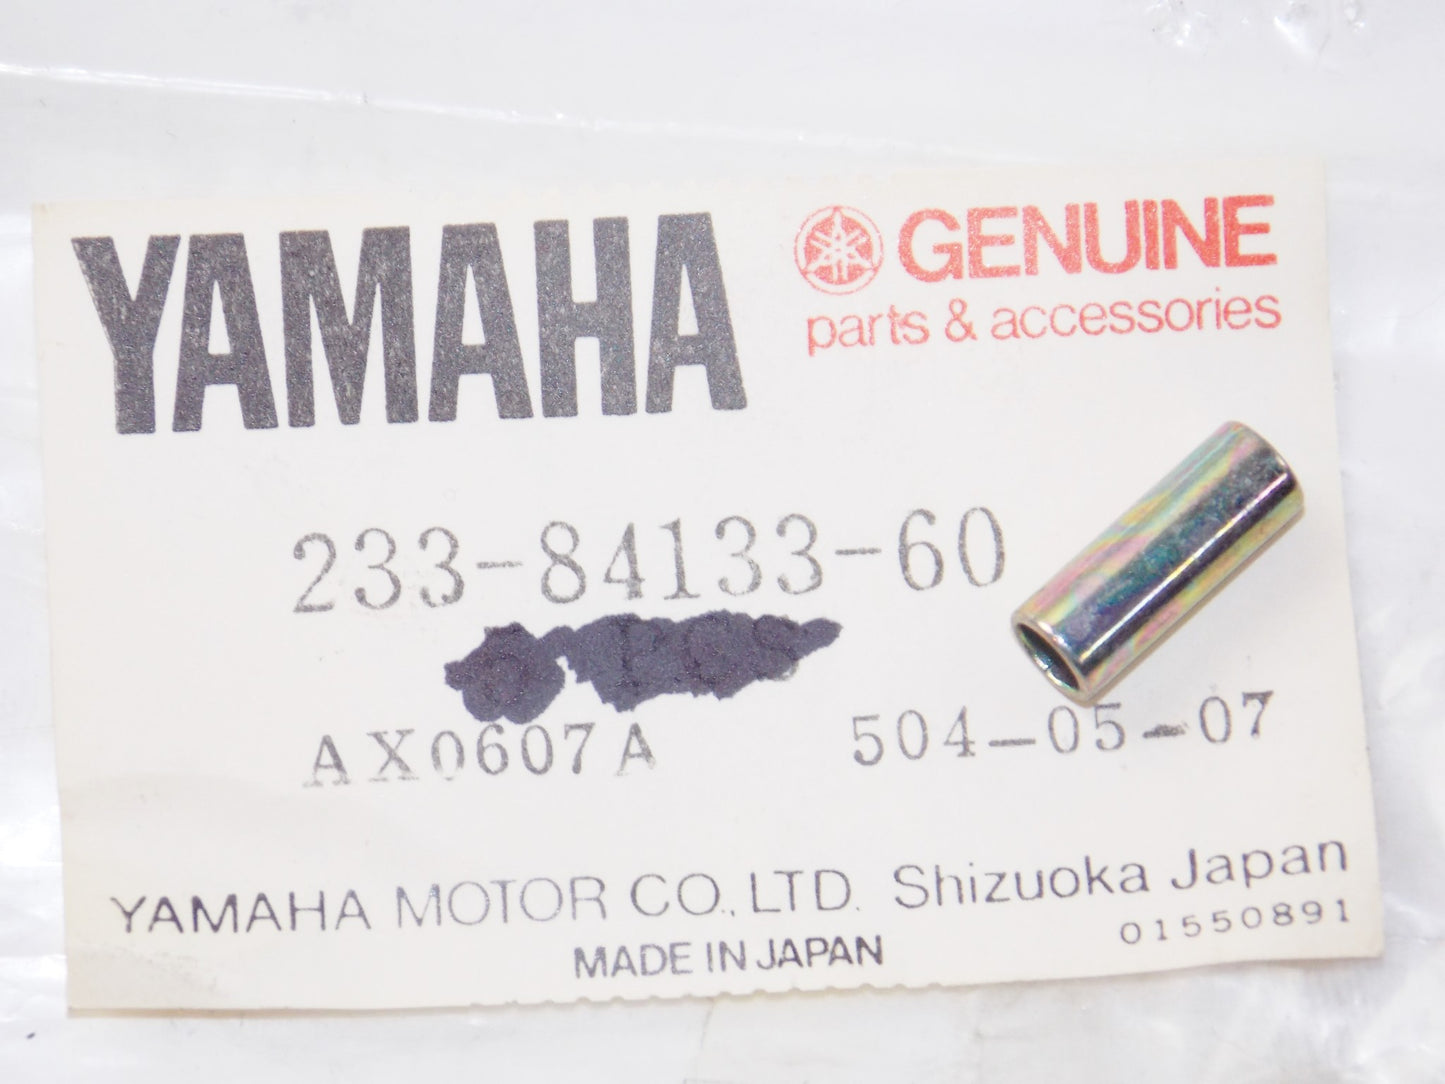 YAMAHA
GENUINE
parts & accessories
233-84133-60
AX0607A 504-05-07
YAMAHA MOTOR CO., LTD. Shizuoka Japan
01550891
MADE IN JAPAN